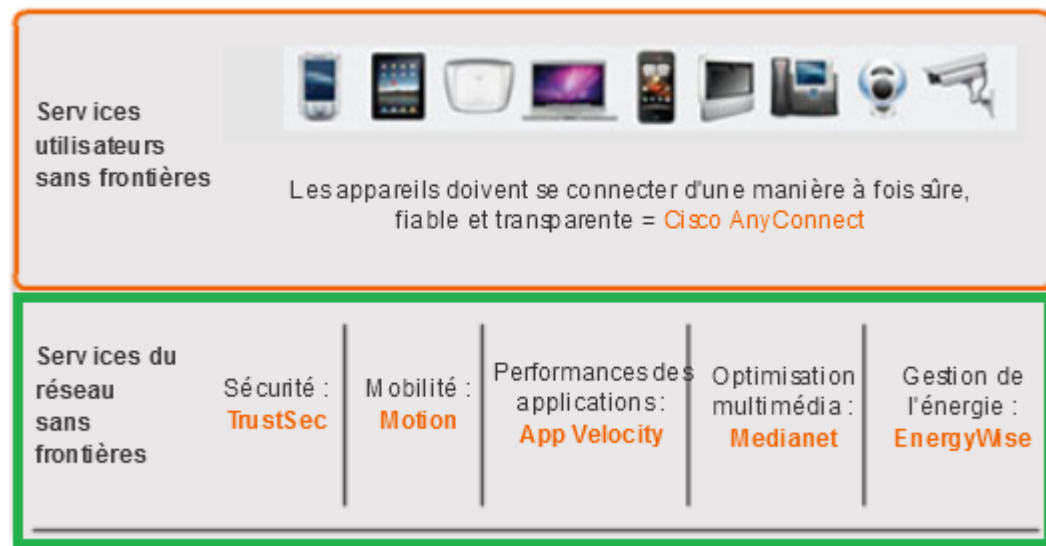 Services
utilisateurs
sans frontières
Les appareils doivent se connecter d'une manière à fois sûre,
fiable et transparente = Cisco AnyConnect
Services du
réseau
sans
frontières
Sécurité :
TrustSec
Mobilité :
Motion
Performances des
applications:
App Velocity
Optimisation
multimédia :
Medianet
Gestion de
l'énergie :
EnergyWise